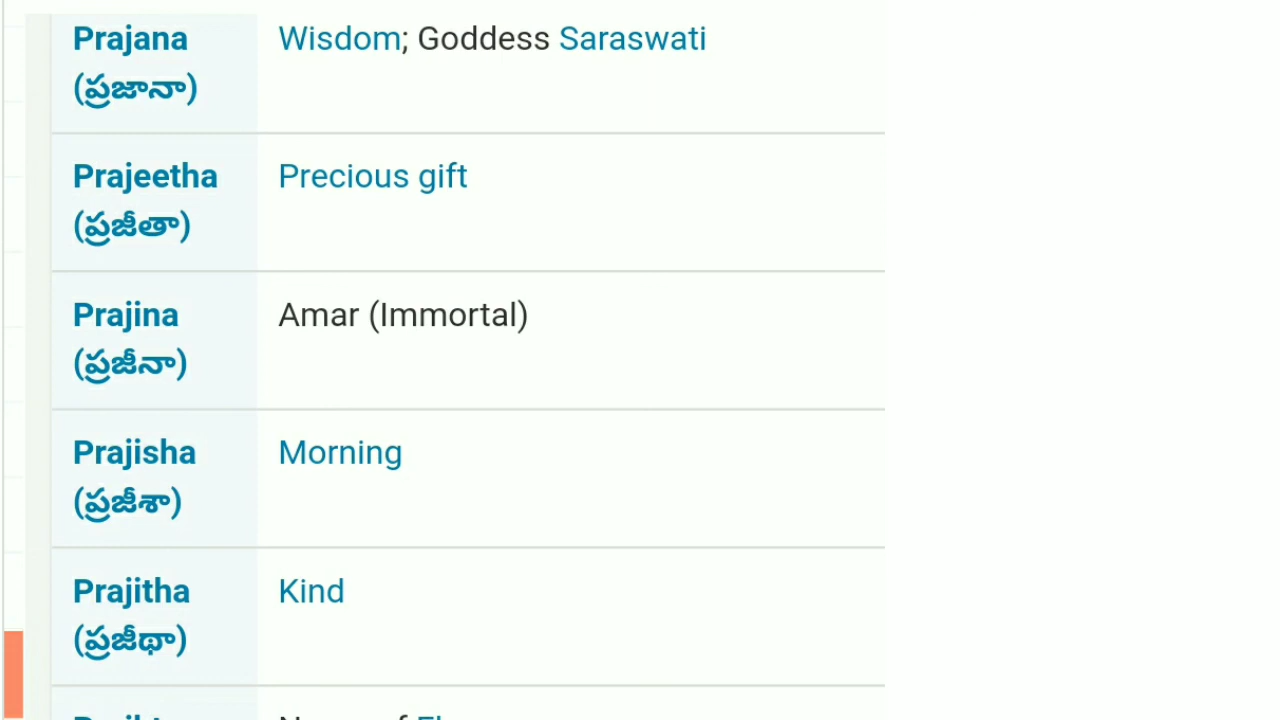 Prajana Wisdom; Goddess Saraswati
(ప్రజానా)
Prajeetha Precious gift
(ప్రజీతా)
Prajina Amar (Immortal)
(ప్రజీనా)
Prajisha Morning
(ప్రజీశా)
Prajitha Kind
(ప్రజీథా)